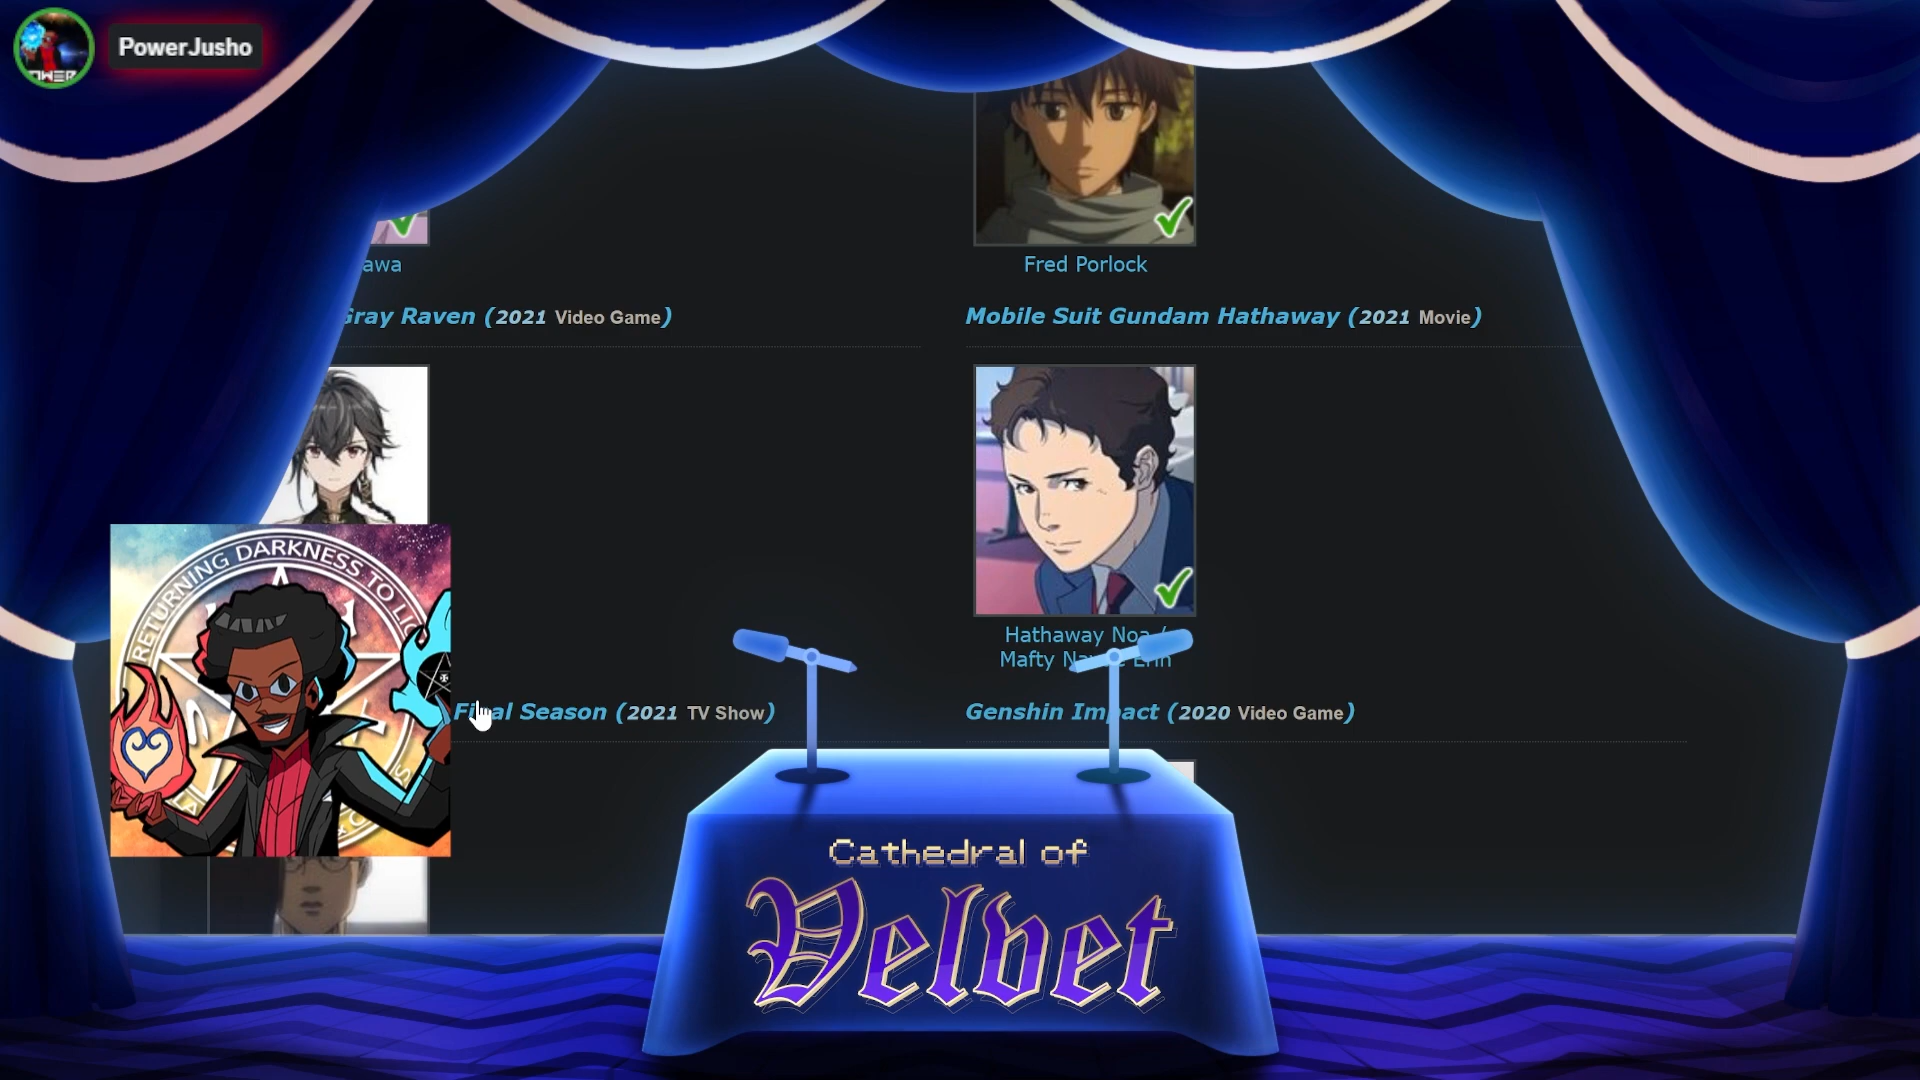 PowerJusho
awa
Fred Porlock
Gray Raven (2021 Video Game)
Mobile Suit Gundam Hathaway (2021 Movie)
Hathaway Noa /
Mafty
Erin
RETURNING DARKNESS TO
Final Season (2021 TV Show)
Genshin Impact (2020 Video Game)
Cathedral of
Velvet